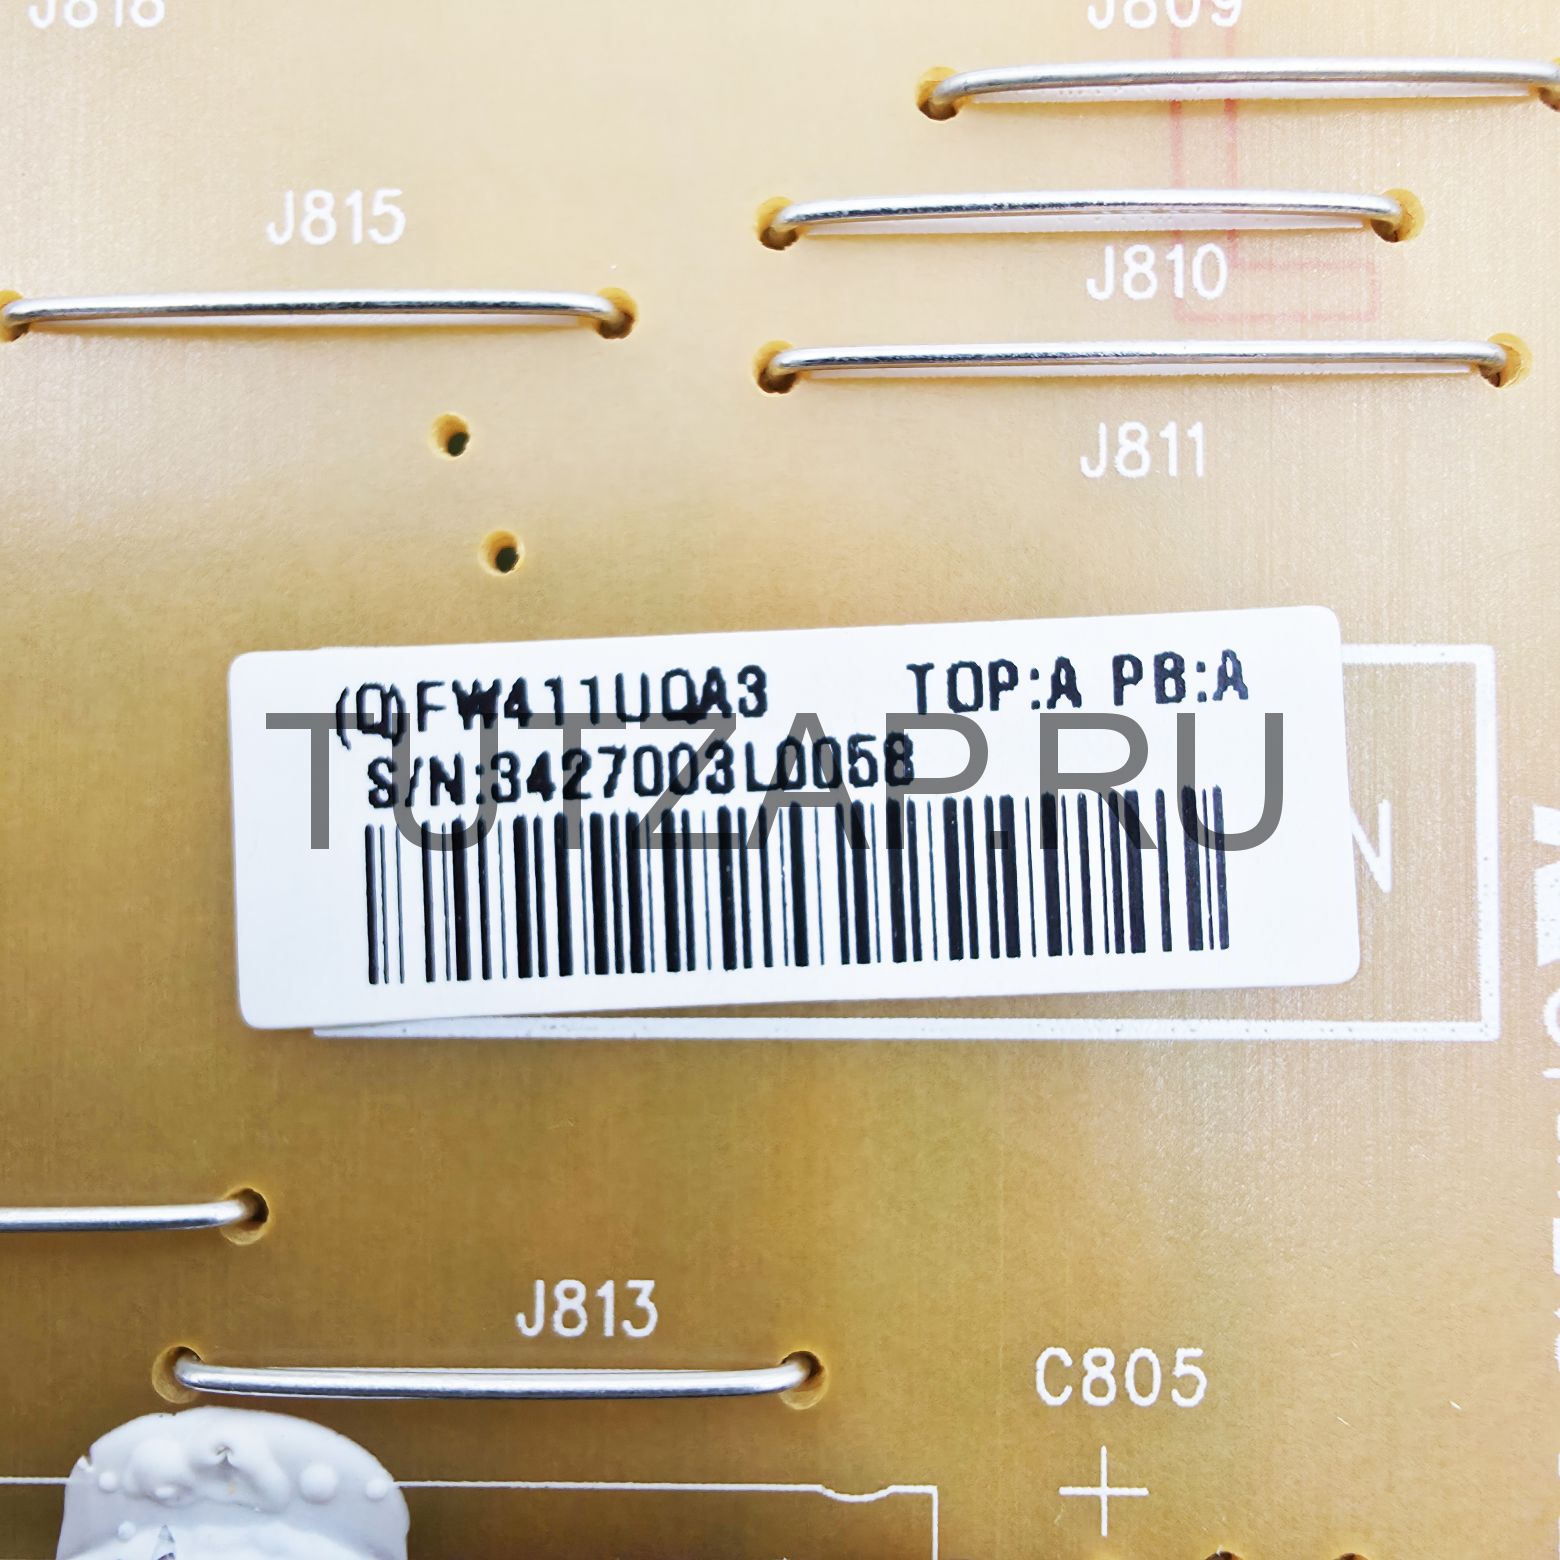 J818
J809
J815
J810
J811
(Q)FW411UQA3 TOP:A PB:A
S/N:3427003L0058
TUTZAP.RU
N
J813
C805